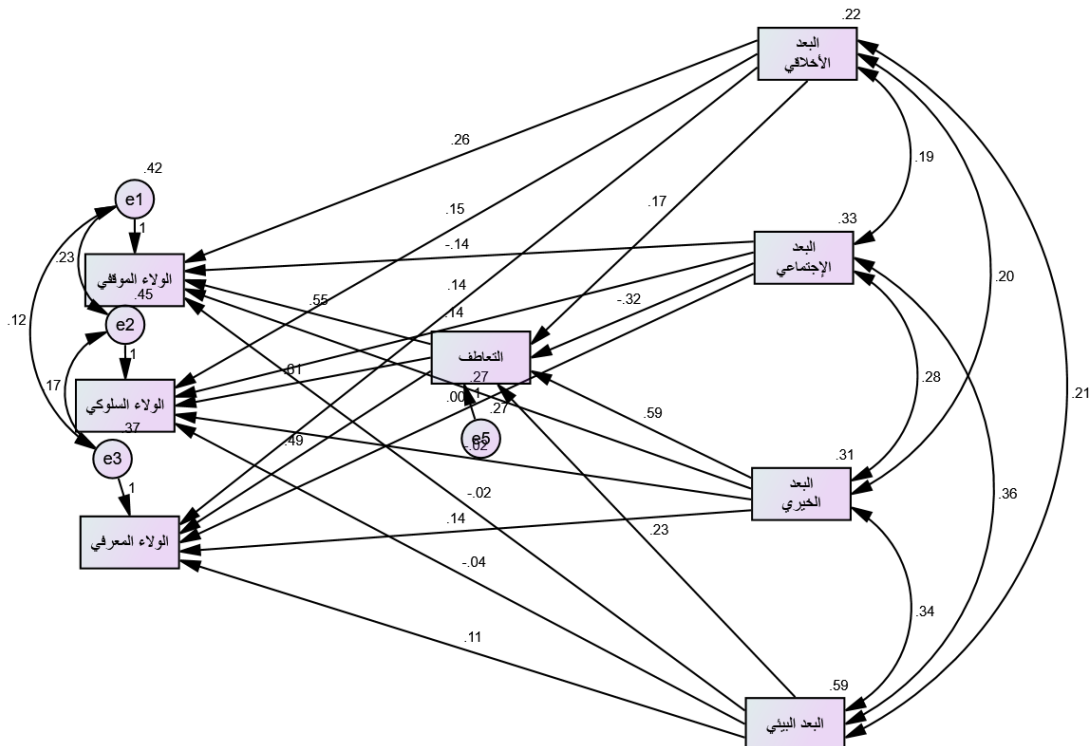 .22
البعد
الأخلاقي
.26
.19
.42
e1
1
.15
.17
.33
البعد
الإجتماعي
-.14
.23
الولاء الموقفي
.45
.55
.14
.14
-.32
.20
.12
e2
1
التعاطف
.27
.28
.21
17
.81
.00
1
.27
الولاء السلوكي
.37
.59
e3
.49
e5
-.02
.31
البعد
الخيري
1
-.02
.36
.14
.23
الولاء المعرفي
-.04
.34
.11
.59
البعد البيئي